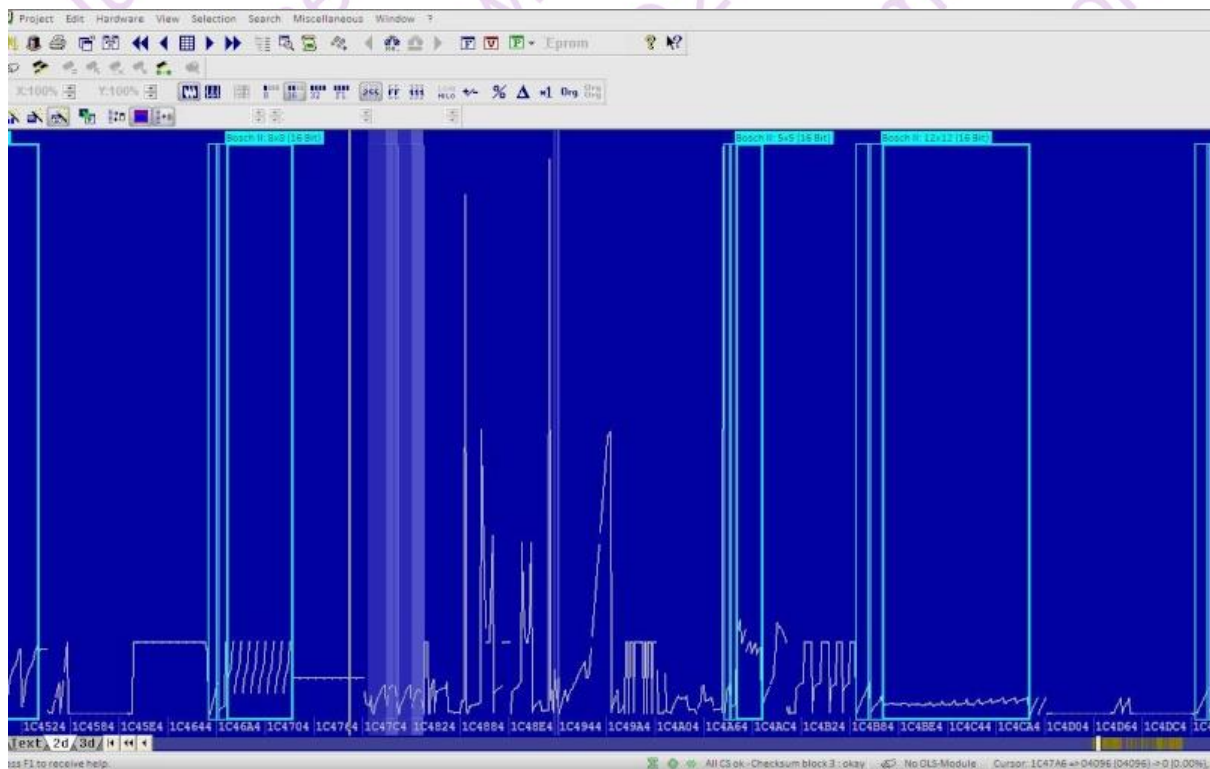 Project Edit Hardware View Selection Search Miscellaneous Window ?
Eprom
X:100% Y:100%
255 FF
+/- % Δ Org
Bosch II: 8x8 (16 Bit)
Bosch II: 5x5 (16 Bit)
Bosch II: 12x12 (16 Bit)
1C4524 1C4584 1C45E4 1C4644 1C46A4 1C4704 1C4764 1C47C4 1C4824 1C4884 1C48E4 1C4944 1C49A4 1C4A04 1C4A64 1C4AC4 1C4B24 1C4B84 1C4BE4 1C4C44 1C4CA4 1C4D04 1C4D64 1C4DC4
Text 2d 3d
ss F1 to receive help. All CS ok - Checksum block 3 : okay No OLS-Module Cursor: 1C47A6 => 04096 (04096) -> 0 (0.00%),